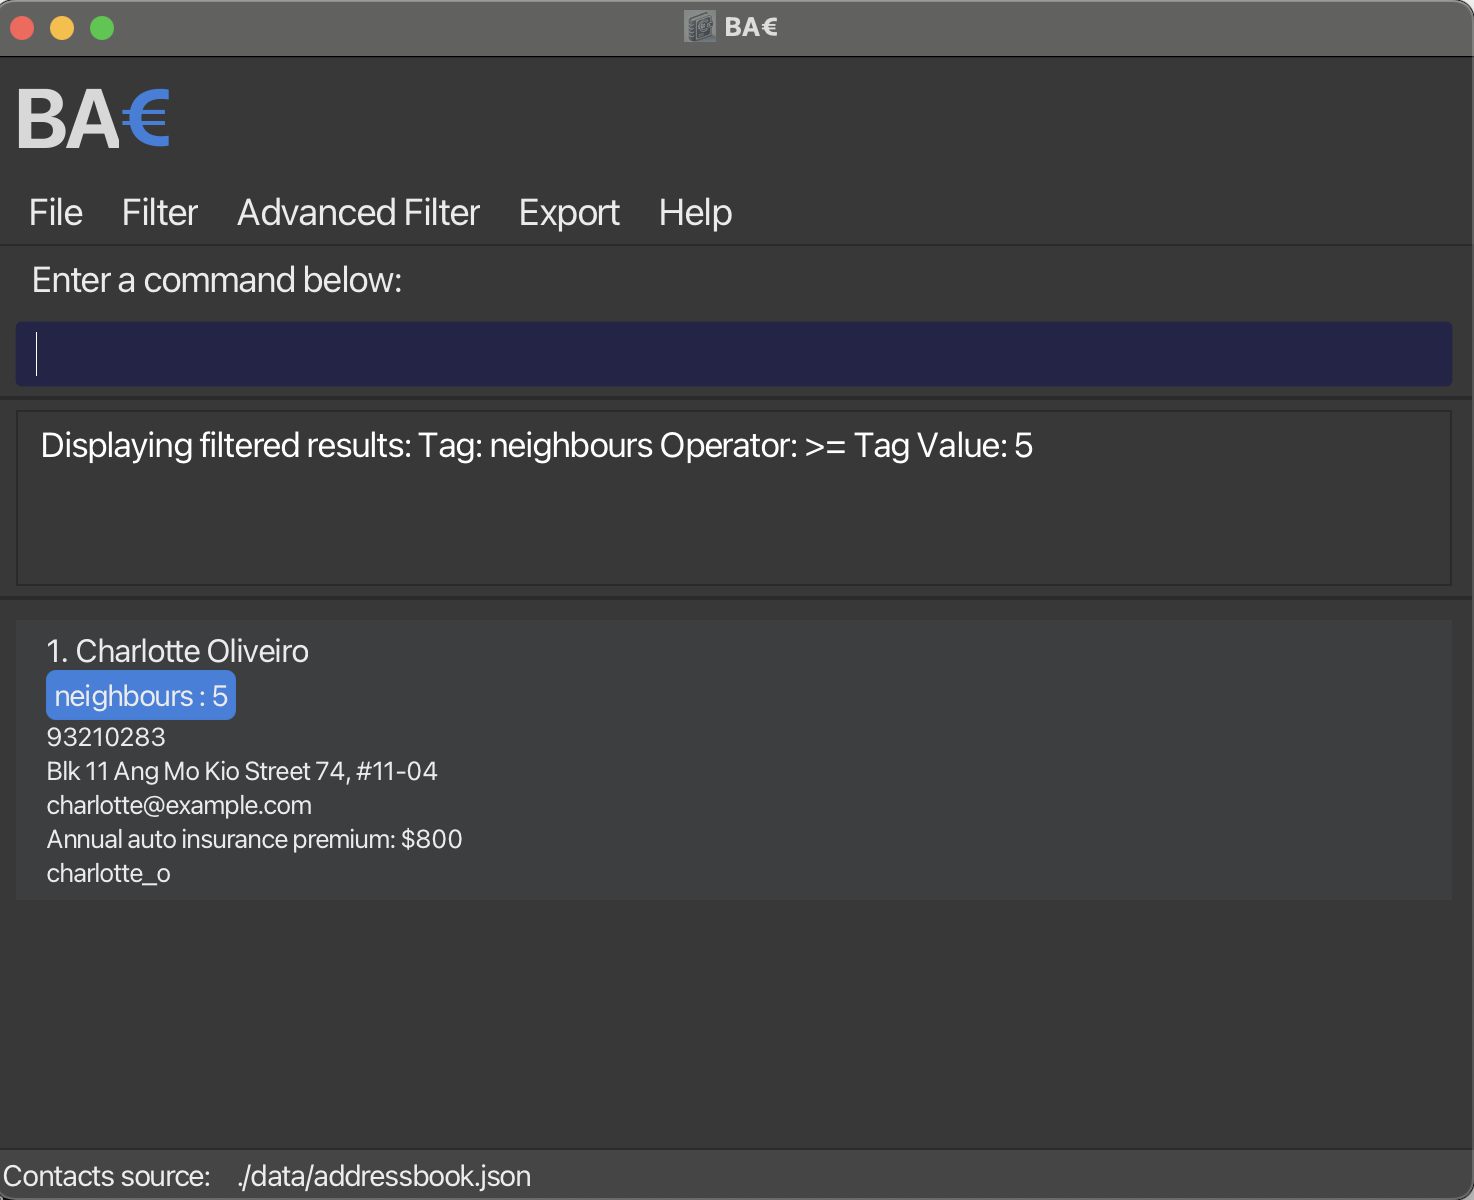 BA€
BA€
File Filter Advanced Filter Export Help
Enter a command below:
Displaying filtered results: Tag: neighbours Operator: >= Tag Value: 5
1. Charlotte Oliveiro
neighbours : 5
93210283
Blk 11 Ang Mo Kio Street 74, #11-04
charlotte@example.com
Annual auto insurance premium: $800
charlotte_o
Contacts source: ./data/addressbook.json